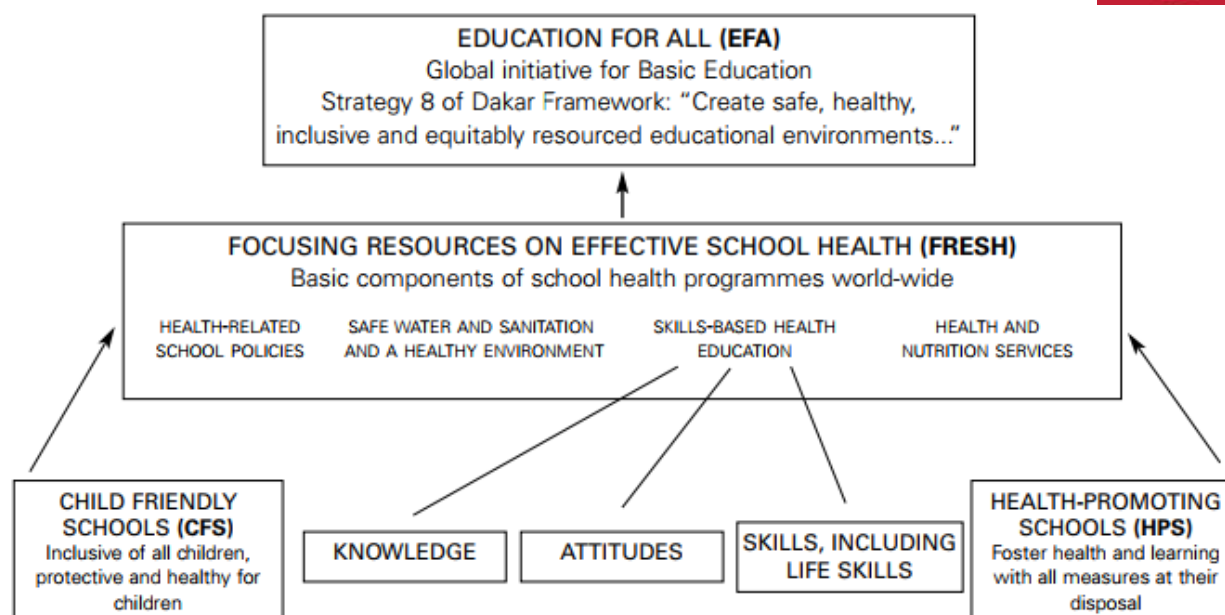 EDUCATION FOR ALL (EFA)
Global initiative for Basic Education
Strategy 8 of Dakar Framework: “Create safe, healthy,
inclusive and equitably resourced educational environments...”
FOCUSING RESOURCES ON EFFECTIVE SCHOOL HEALTH (FRESH)
Basic components of school health programmes world-wide
HEALTH-RELATED
SCHOOL POLICIES
SAFE WATER AND SANITATION
AND A HEALTHY ENVIRONMENT
SKILLS-BASED HEALTH
EDUCATION
HEALTH AND
NUTRITION SERVICES
CHILD FRIENDLY
SCHOOLS (CFS)
Inclusive of all children,
protective and healthy for
children
KNOWLEDGE
ATTITUDES
SKILLS, INCLUDING
LIFE SKILLS
HEALTH-PROMOTING
SCHOOLS (HPS)
Foster health and learning
with all measures at their
disposal